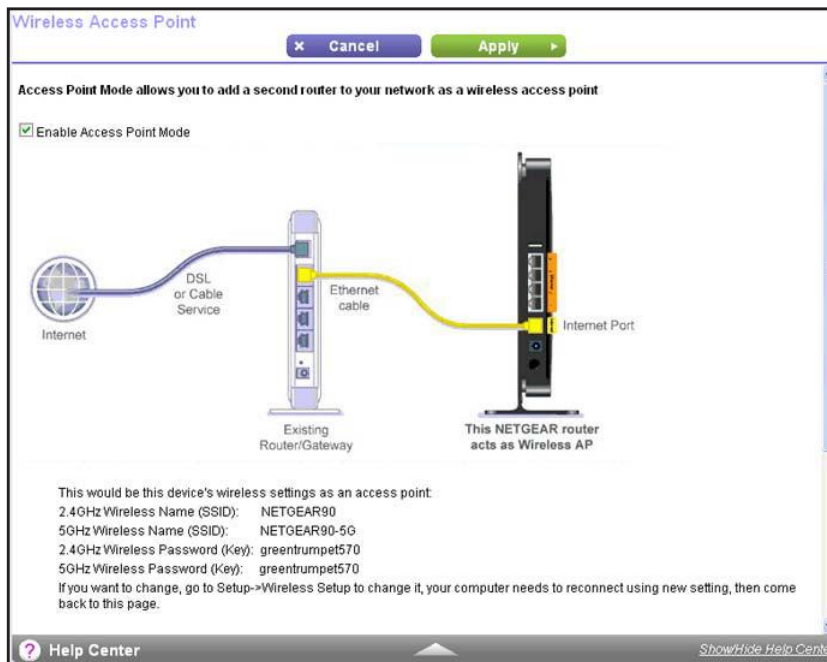 Wireless Access Point
Cancel
Apply
Access Point Mode allows you to add a second router to your network as a wireless access point
Enable Access Point Mode
Internet
DSL
or Cable
Service
Ethernet
cable
Internet Port
Existing
Router/Gateway
This NETGEAR router
acts as Wireless AP
This would be this device's wireless settings as an access point:
2.4GHz Wireless Name (SSID): NETGEAR90
5GHz Wireless Name (SSID): NETGEAR90-5G
2.4GHz Wireless Password (Key): greentrumpet570
5GHz Wireless Password (Key): greentrumpet570
If you want to change, go to Setup->Wireless Setup to change it, your computer needs to reconnect using new setting, then come
back to this page.
? Help Center
Show/Hide Help Cente